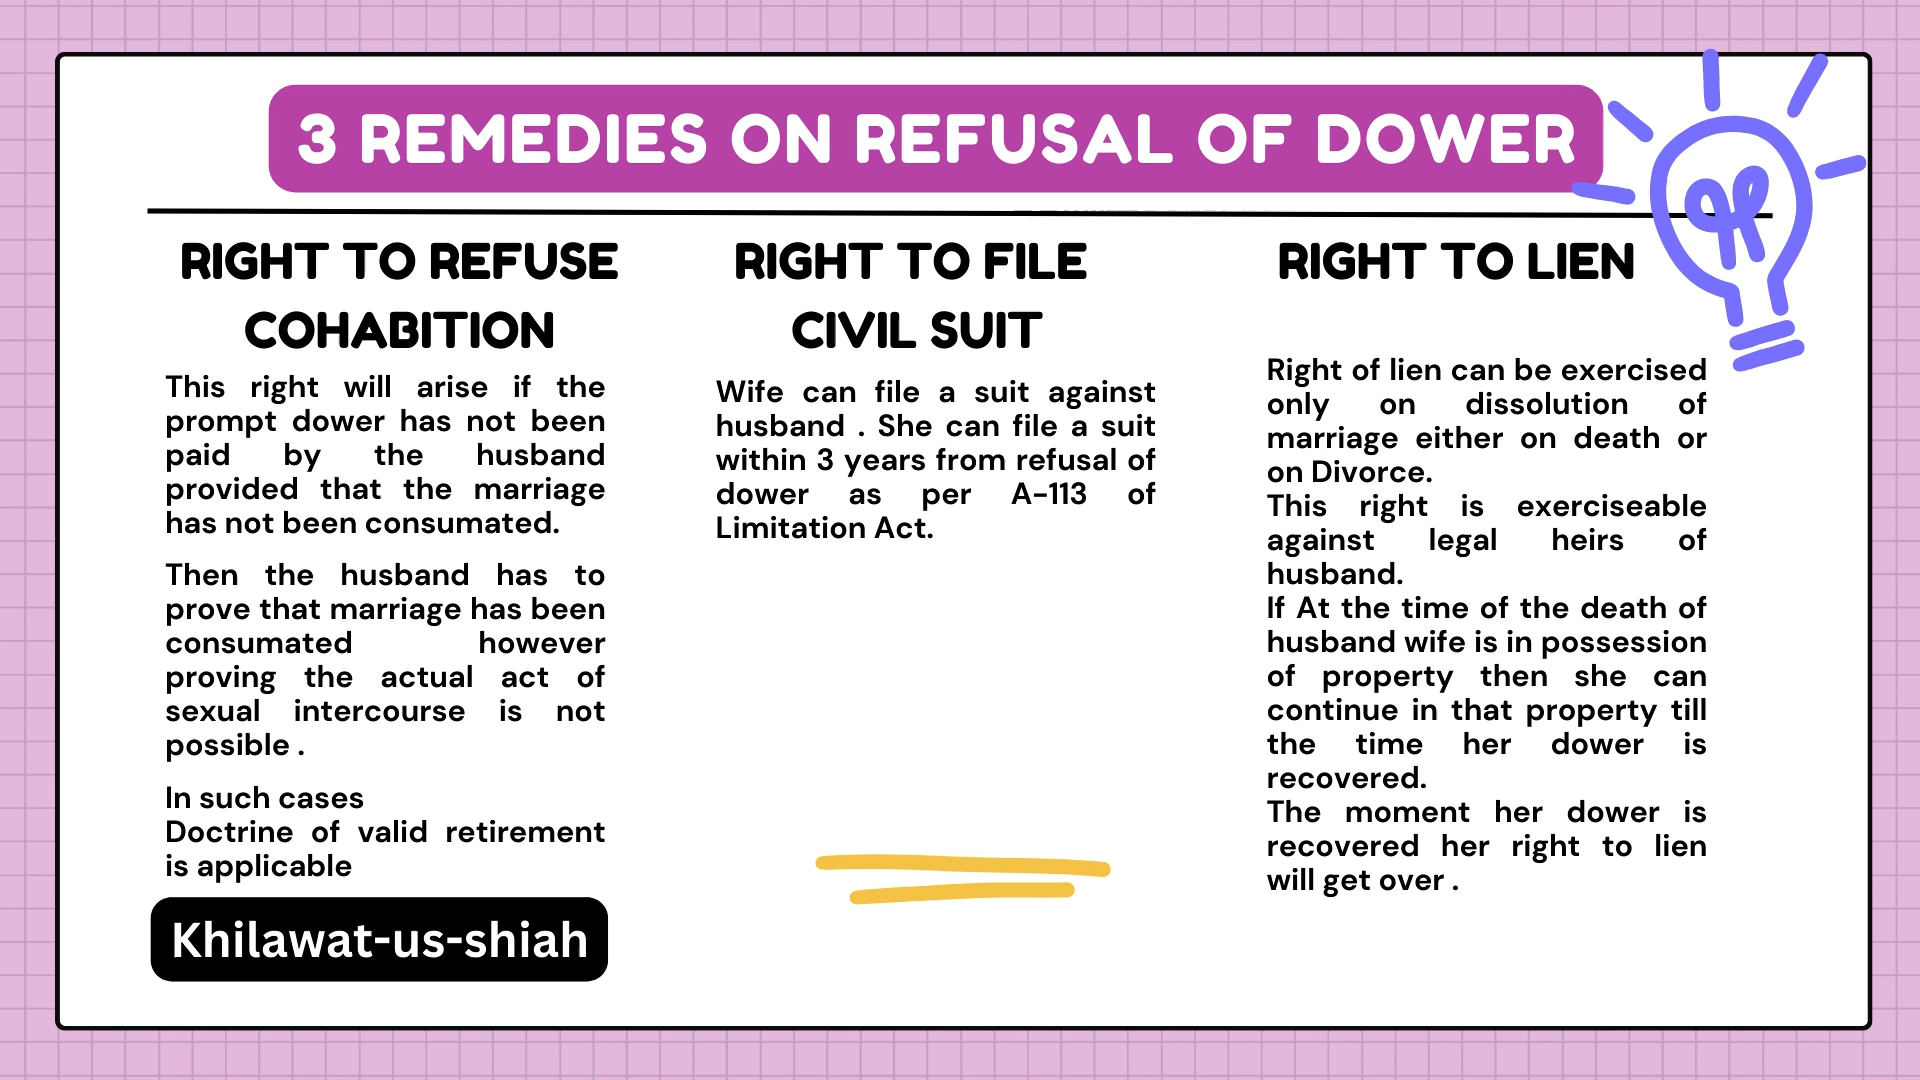 3 REMEDIES ON REFUSAL OF DOWER
RIGHT TO REFUSE
COHABITION
This right will arise if the
prompt dower has not been
paid by the husband
provided that the marriage
has not been consumated.
Then the husband has to
prove that marriage has been
consumated however
proving the actual act of
sexual intercourse is not
possible .
In such cases
Doctrine of valid retirement
is applicable
Khilawat-us-shiah
RIGHT TO FILE
CIVIL SUIT
Wife can file a suit against
husband . She can file a suit
within 3 years from refusal of
dower as per A-113 of
Limitation Act.
RIGHT TO LIEN
Right of lien can be exercised
only on dissolution of
marriage either on death or
on Divorce.
This right is exerciseable
against legal heirs of
husband.
If At the time of the death of
husband wife is in possession
of property then she can
continue in that property till
the time her dower is
recovered.
The moment her dower is
recovered her right to lien
will get over .